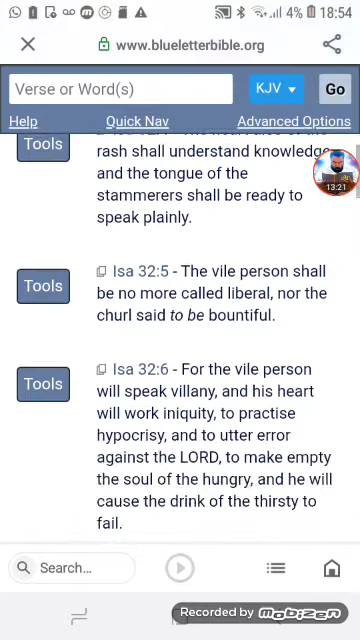 4% 18:54
www.blueletterbible.org
Verse or Word(s)
KJV
Go
Help Quick Nav Advanced Options
Tools
rash shall understand knowledge
and the tongue of the
stammerers shall be ready to
speak plainly.
13:21
Tools
Isa 32:5 - The vile person shall
be no more called liberal, nor the
churl said to be bountiful.
Tools
Isa 32:6 - For the vile person
will speak villany, and his heart
will work iniquity, to practise
hypocrisy, and to utter error
against the LORD, to make empty
the soul of the hungry, and he will
cause the drink of the thirsty to
fail.
Search...
Recorded by mobizen